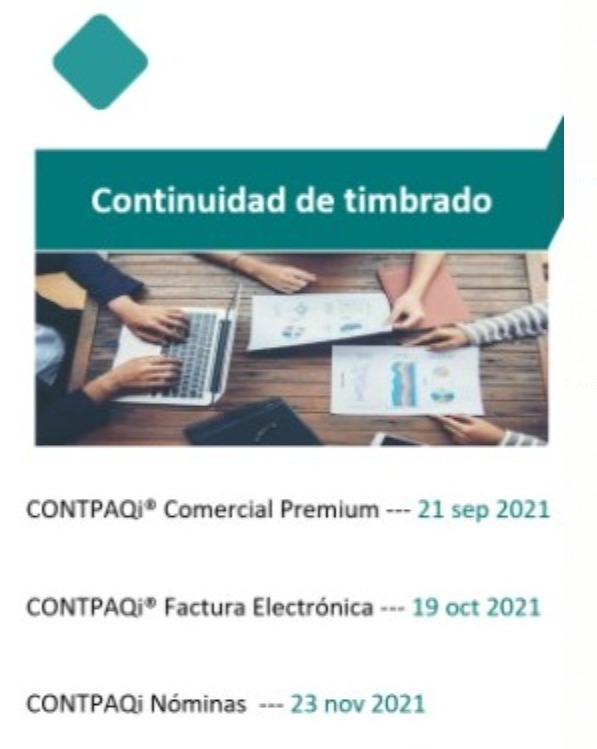 Continuidad de timbrado
CONTPAQi® Comercial Premium --- 21 sep 2021
CONTPAQi® Factura Electrónica --- 19 oct 2021
CONTPAQi Nóminas --- 23 nov 2021